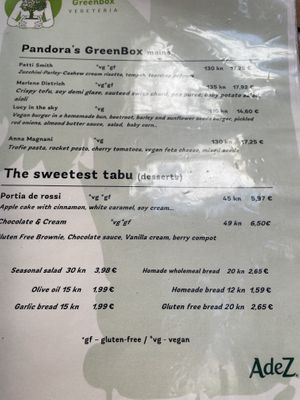 GreenBox
VEGETERIA
Pandora's GreenBox mains
Patti Smith *vg *gf 130 kn 17,25 €
Zucchini-Parley-Cashew cream risotto, tempeh,
Marlene Dietrich *vg *gf 135 kn 17,92 €
Crispy tofu, soy demi glaze, sauteed swiss chard, pea puree, baby potato
aioli
Lucy in the sky *vg kn 14,60 €
Vegan burger in a homemade bun, beetroot, barley and sunflower seeds burger, pickled
red onions, almond butter sauce, salad, baby corn..
Anna Magnani *vg 130 kn 17,25 €
Trofie pasta, rocket pesto, cherry tomatoes, vegan feta cheese, mixed seeds
The sweetest tabu (desserts)
Portia de rossi *vg *gf 45 kn 5,97 €
Apple cake with cinnamon, white caramel, soy cream...
Chocolate & Cream *vg *gf 49 kn 6,50€
Gluten Free Brownie, Chocolate sauce, Vanilla cream, berry compot
Seasonal salad 30 kn 3,98 € Homade wholemeal bread 20 kn 2,65 €
Olive oil 15 kn 1,99 € Homeade bread 12 kn 1,59 €
Garlic bread 15 kn 1,99 € Gluten free bread 20 kn 2,65 €
*gf - gluten-free / *vg - vegan
AdeZ